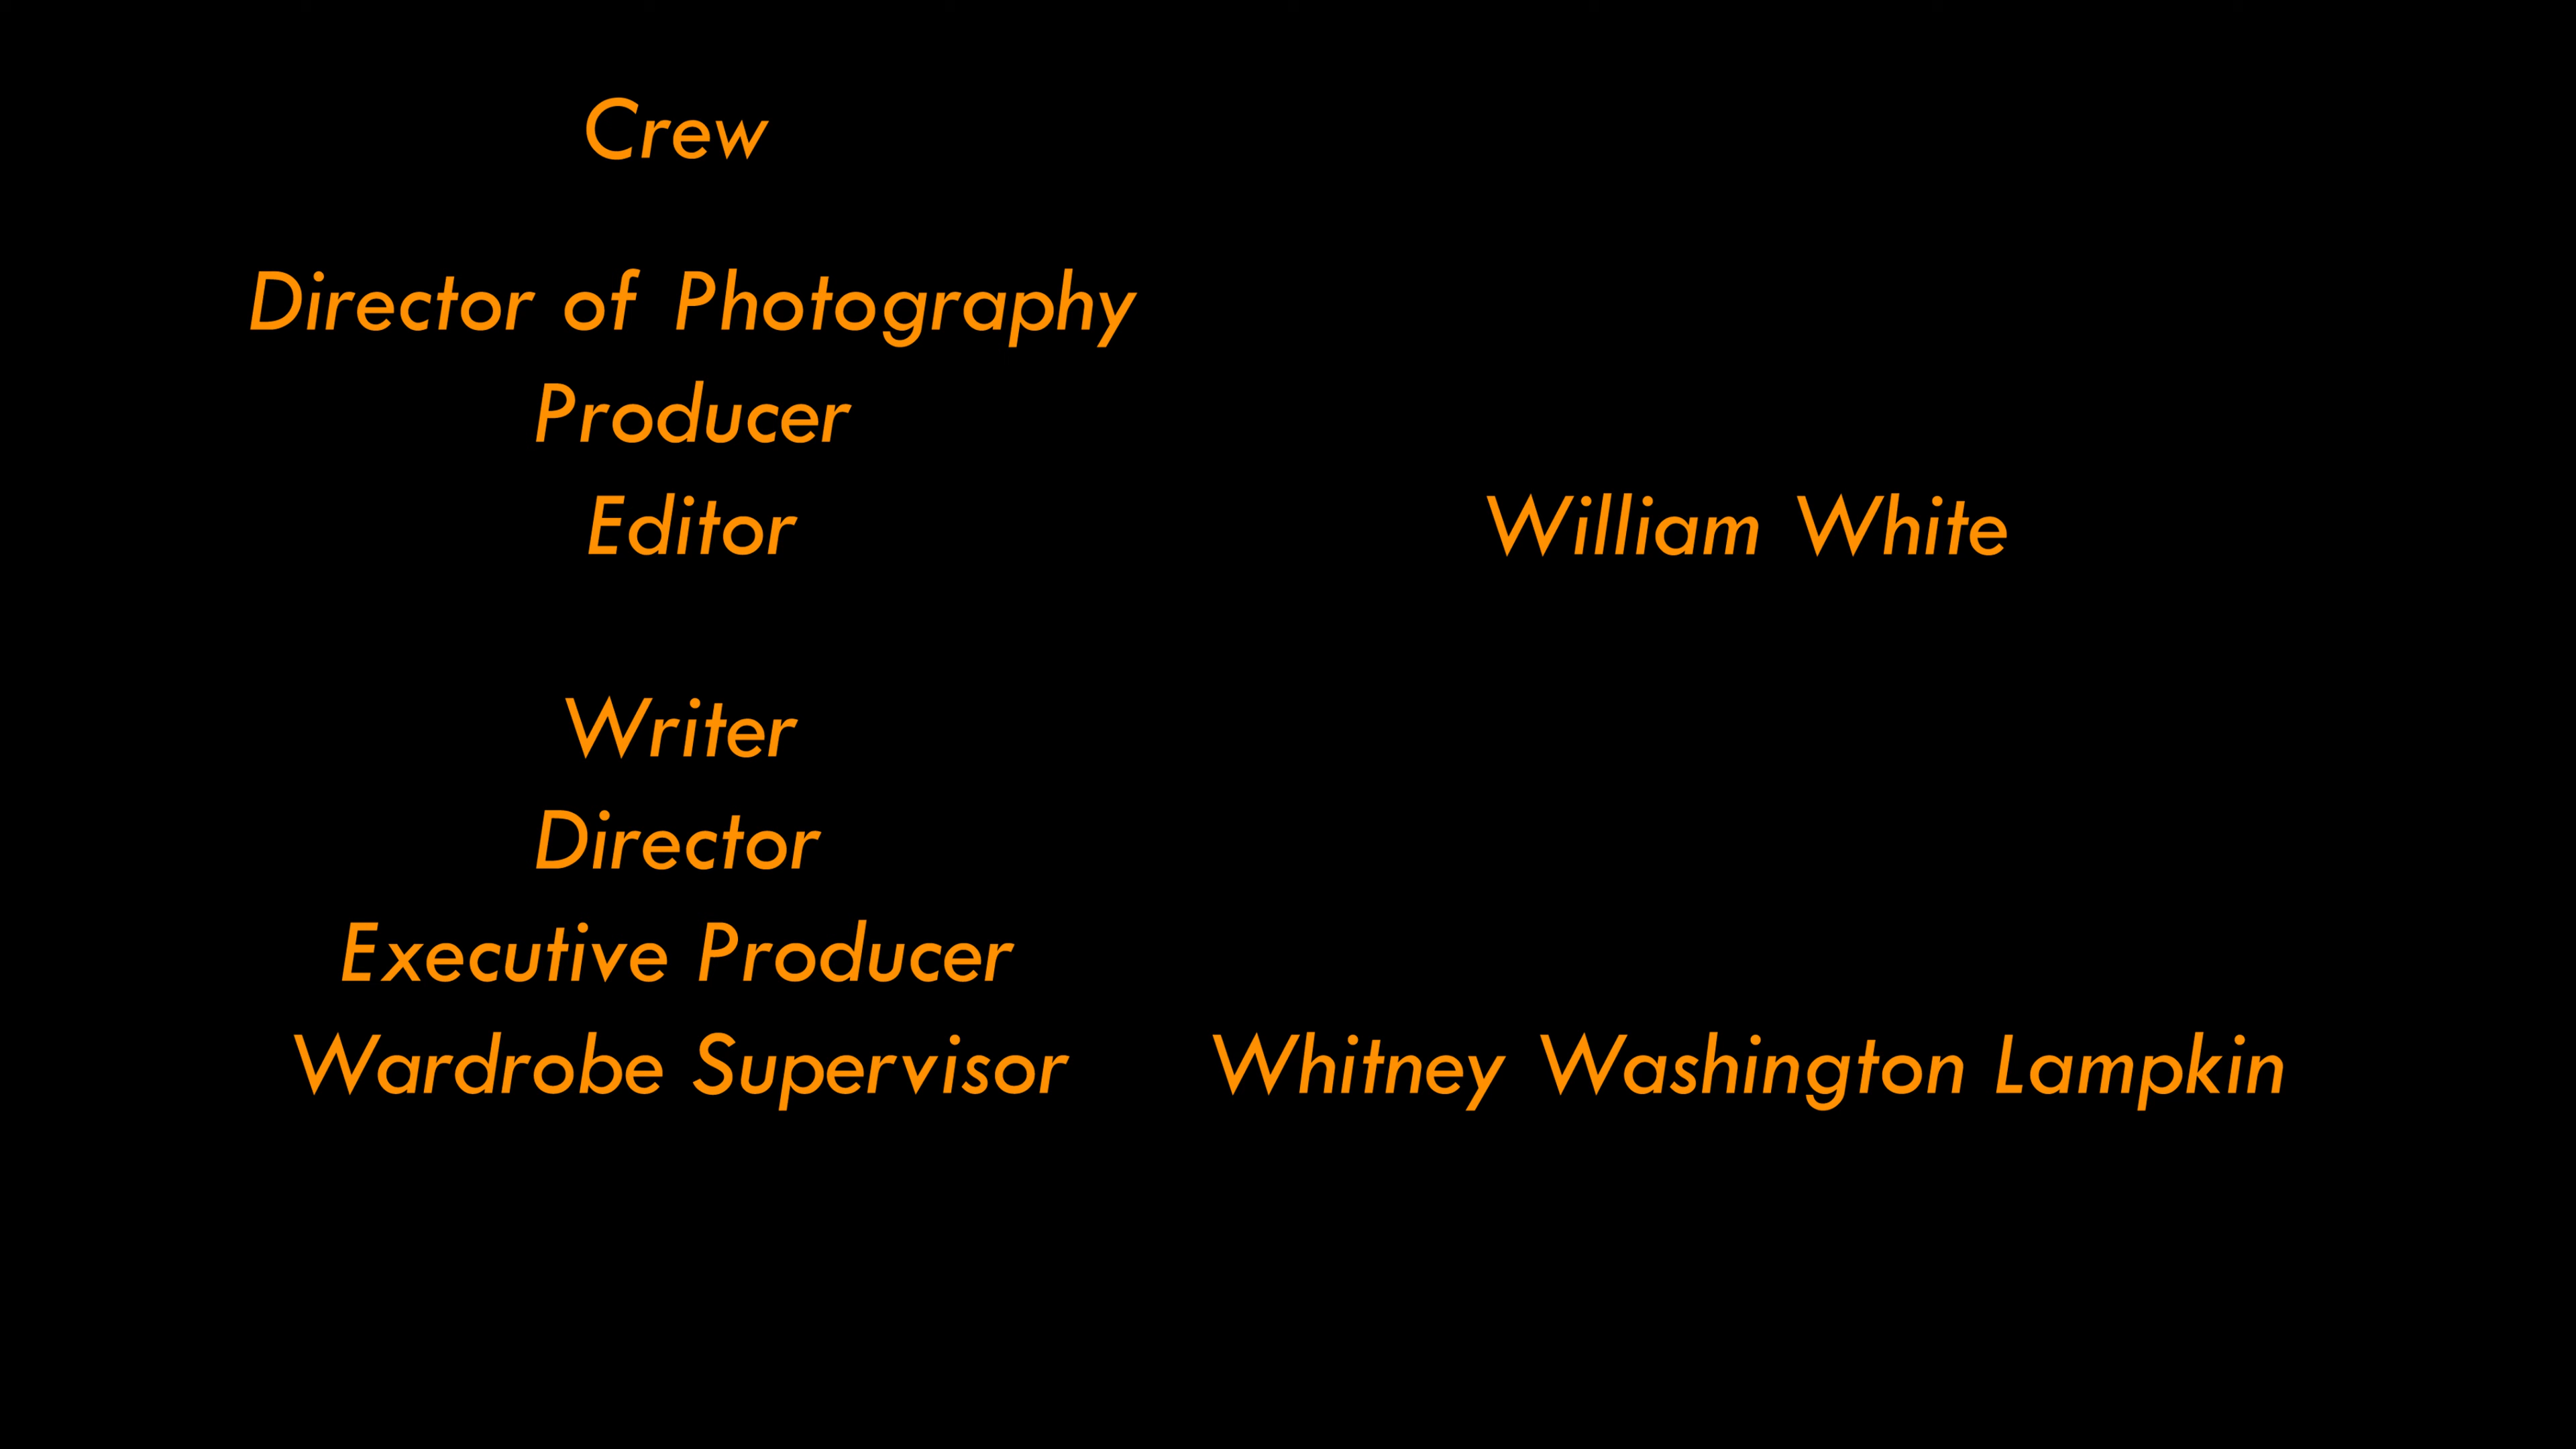 Crew
Director of Photography
Producer
Editor William White
Writer
Director
Executive Producer
Wardrobe Supervisor Whitney Washington Lampkin